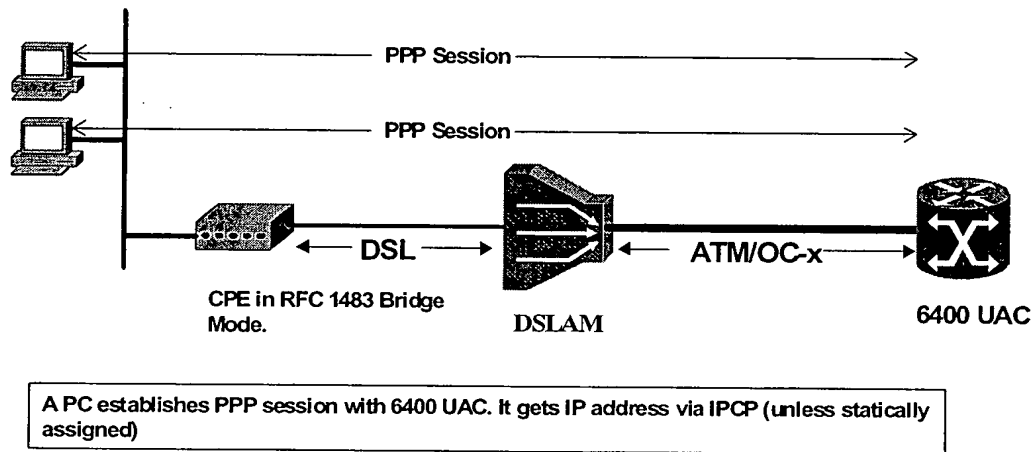 PPP Session
PPP Session
DSL
ATM/OC-x
CPE in RFC 1483 Bridge
Mode.
DSLAM
6400 UAC
A PC establishes PPP session with 6400 UAC. It gets IP address via IPCP (unless statically
assigned)